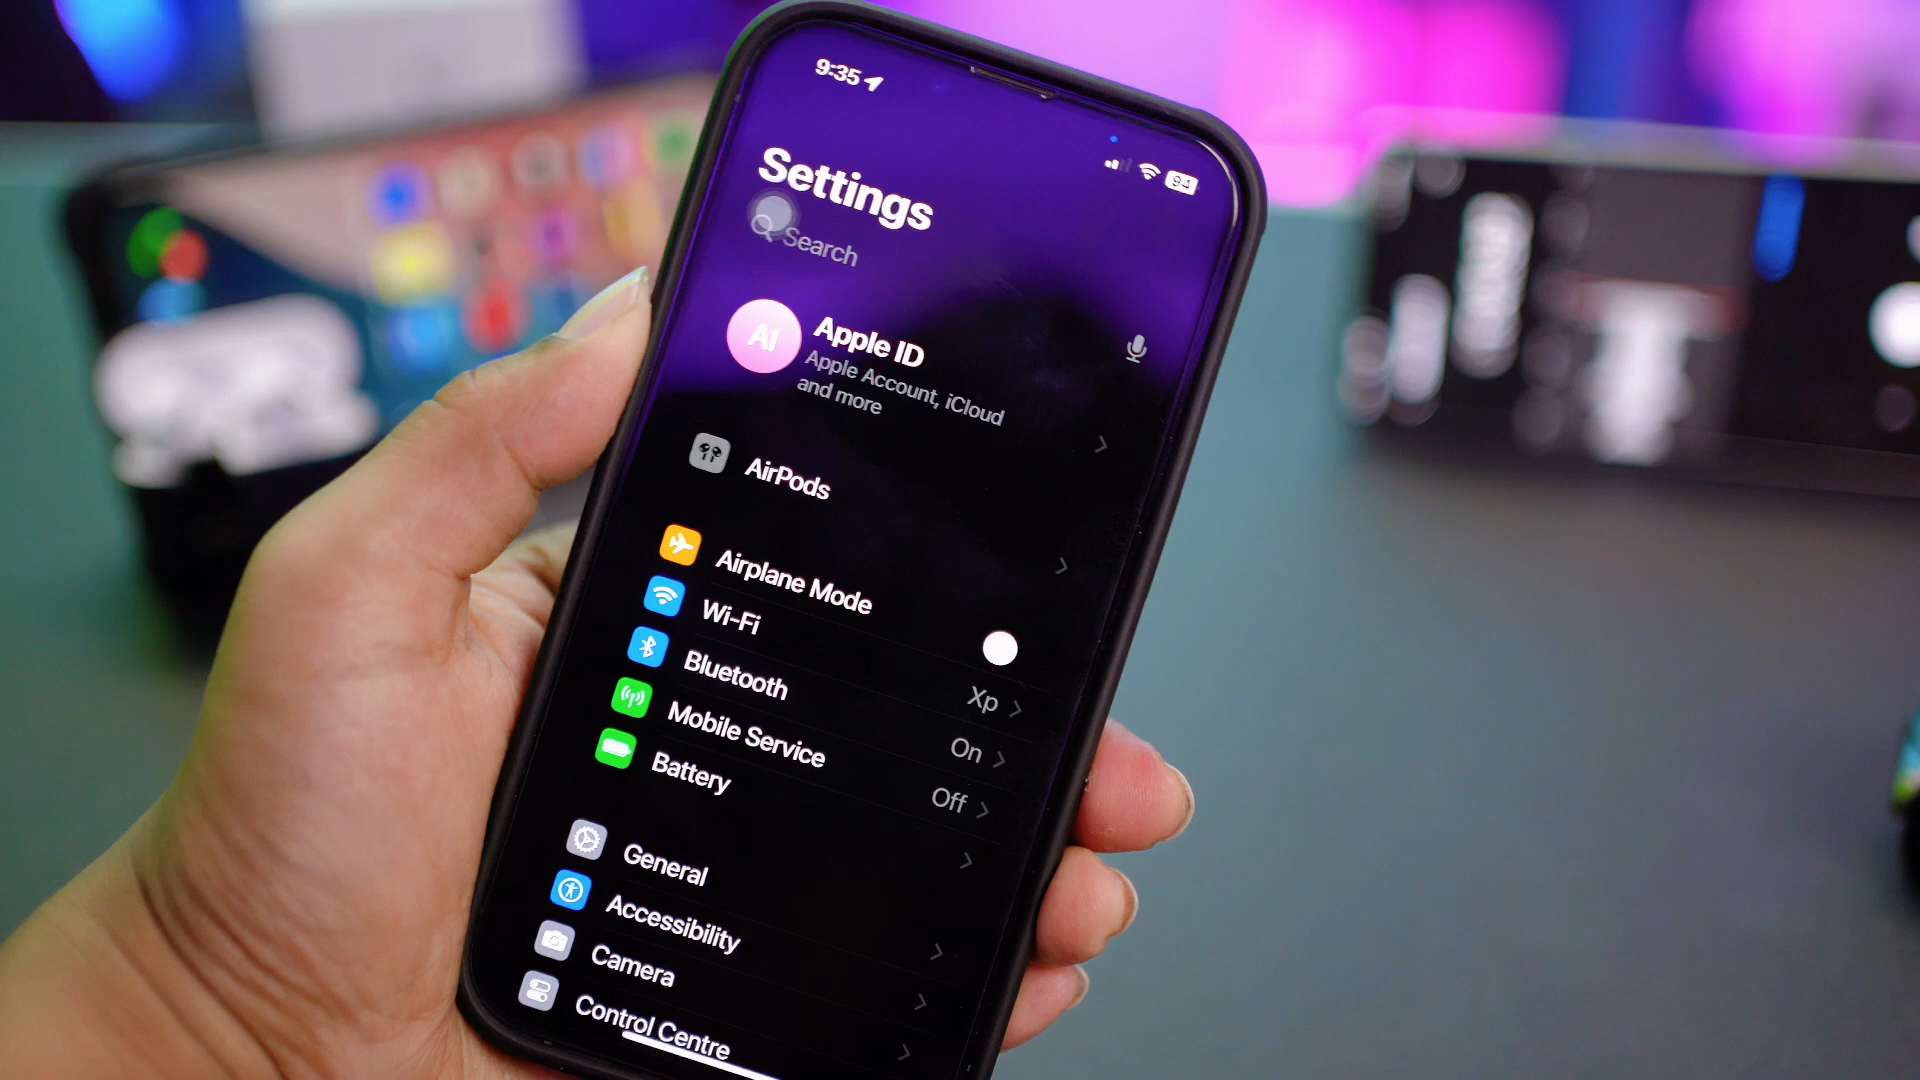 9:35
94
Settings
Search
AI
Apple ID
Apple Account, iCloud
and more
AirPods
Airplane Mode
Wi-Fi
Xp
Bluetooth
On
Mobile Service
Off
Battery
General
Accessibility
Camera
Control Centre